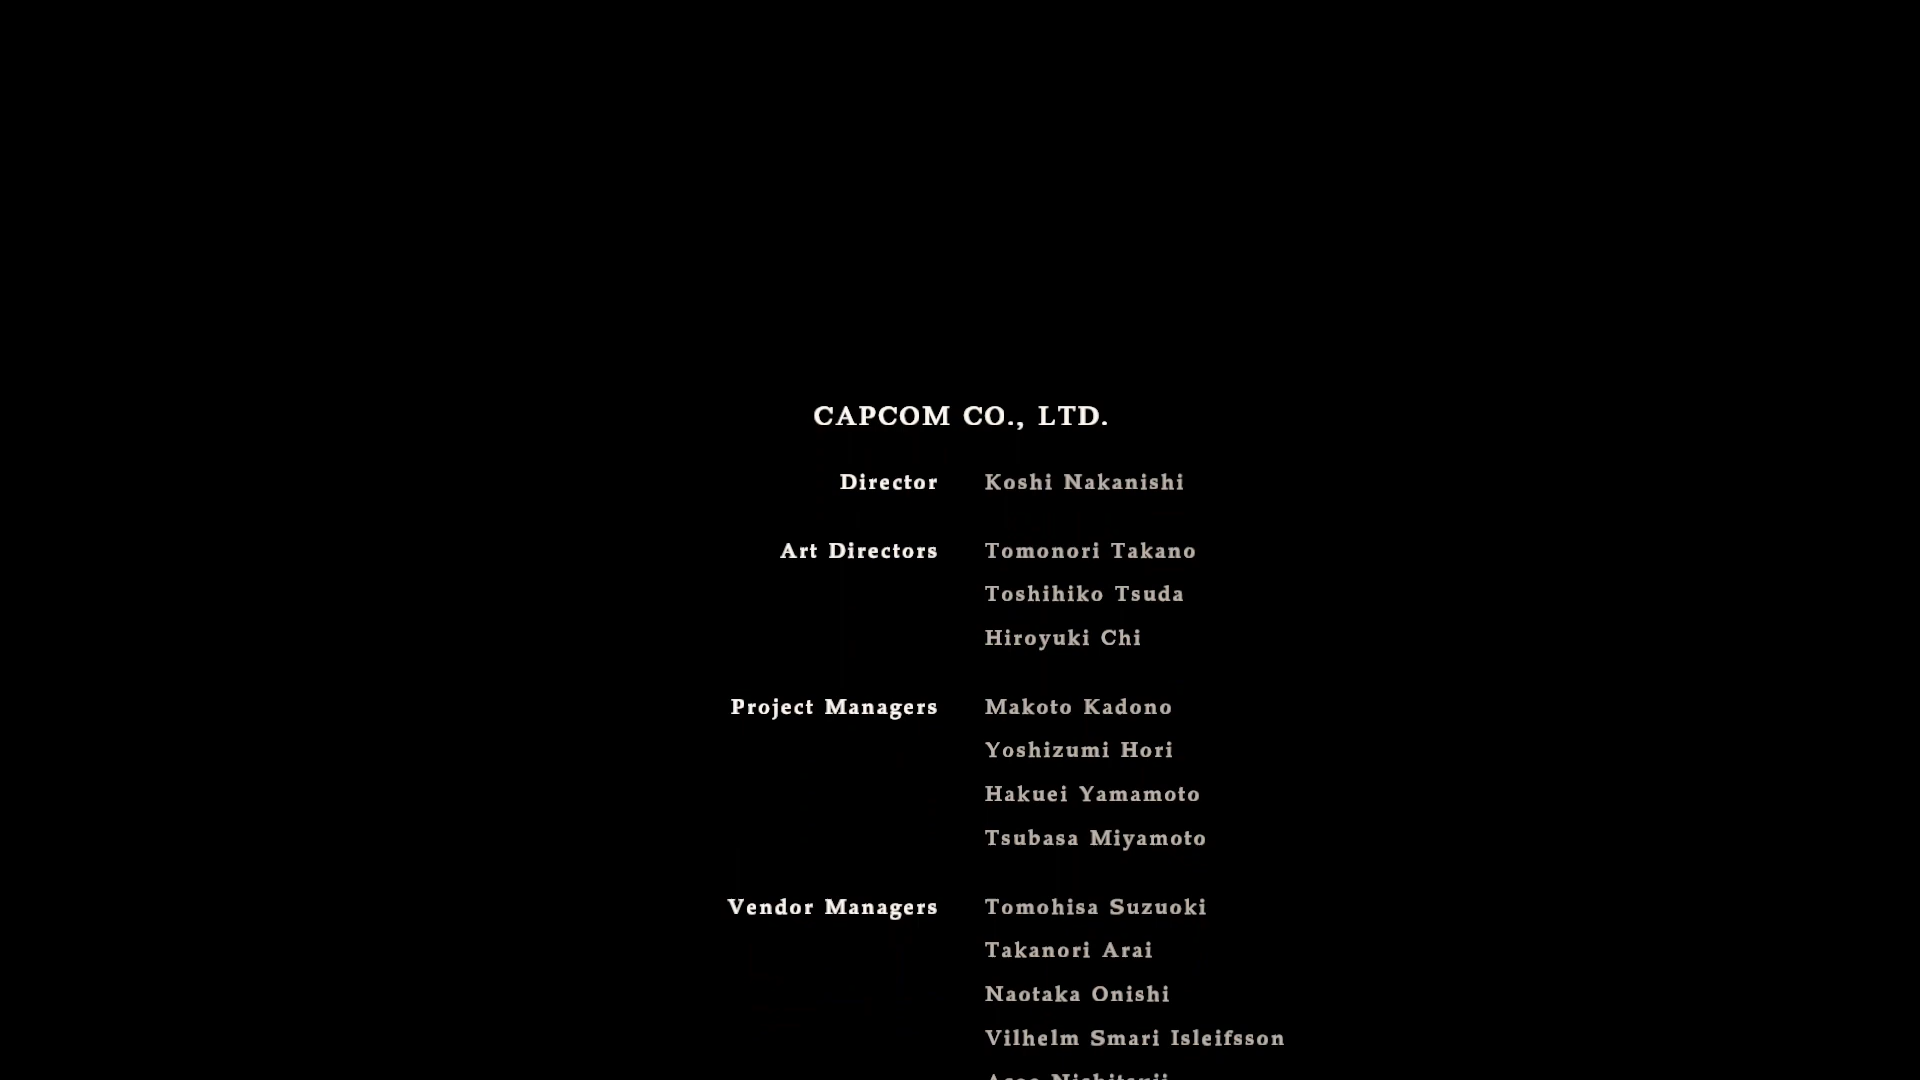 CAPCOM CO., LTD.
Director Koshi Nakanishi
Art Directors Tomonori Takano
Toshihiko Tsuda
Hiroyuki Chi
Project Managers Makoto Kadono
Yoshizumi Hori
Hakuei Yamamoto
Tsubasa Miyamoto
Vendor Managers Tomohisa Suzuoki
Takanori Arai
Naotaka Onishi
Vilhelm Smari Isleifsson